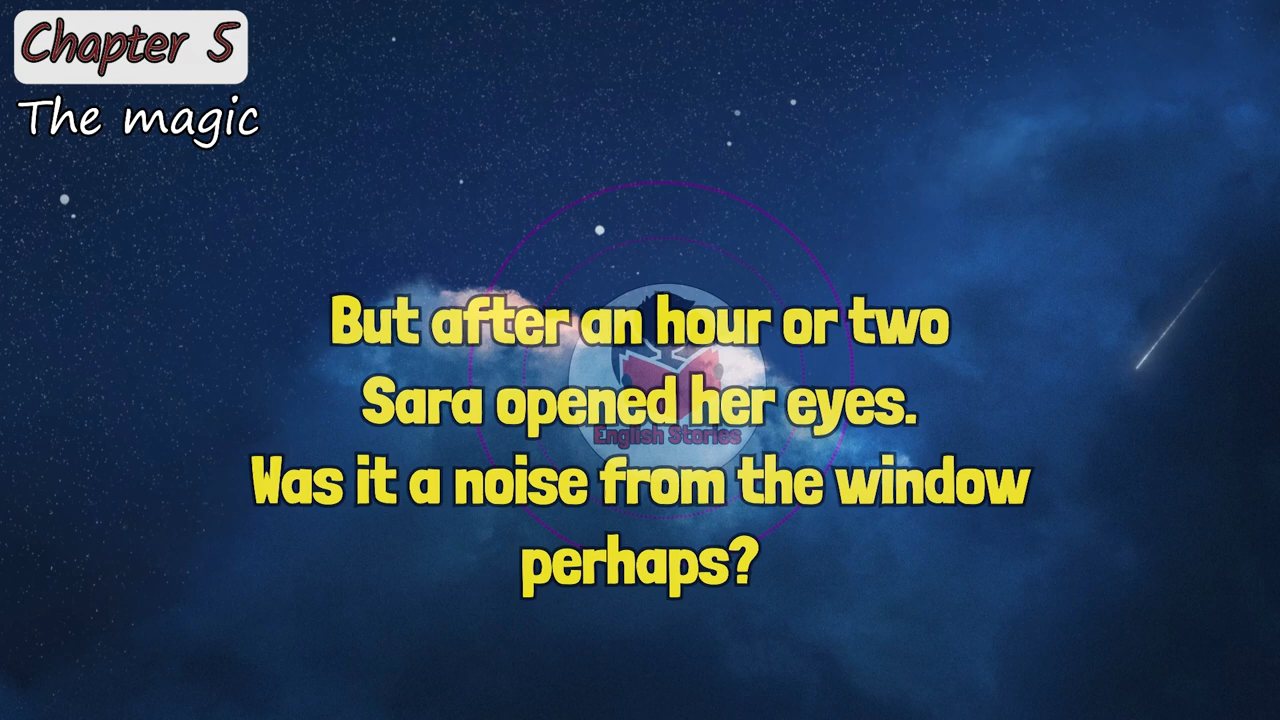 Chapter 5
The magic
But after an hour or two
Sara opened her eyes.
English Stories
Was it a noise from the window
perhaps?